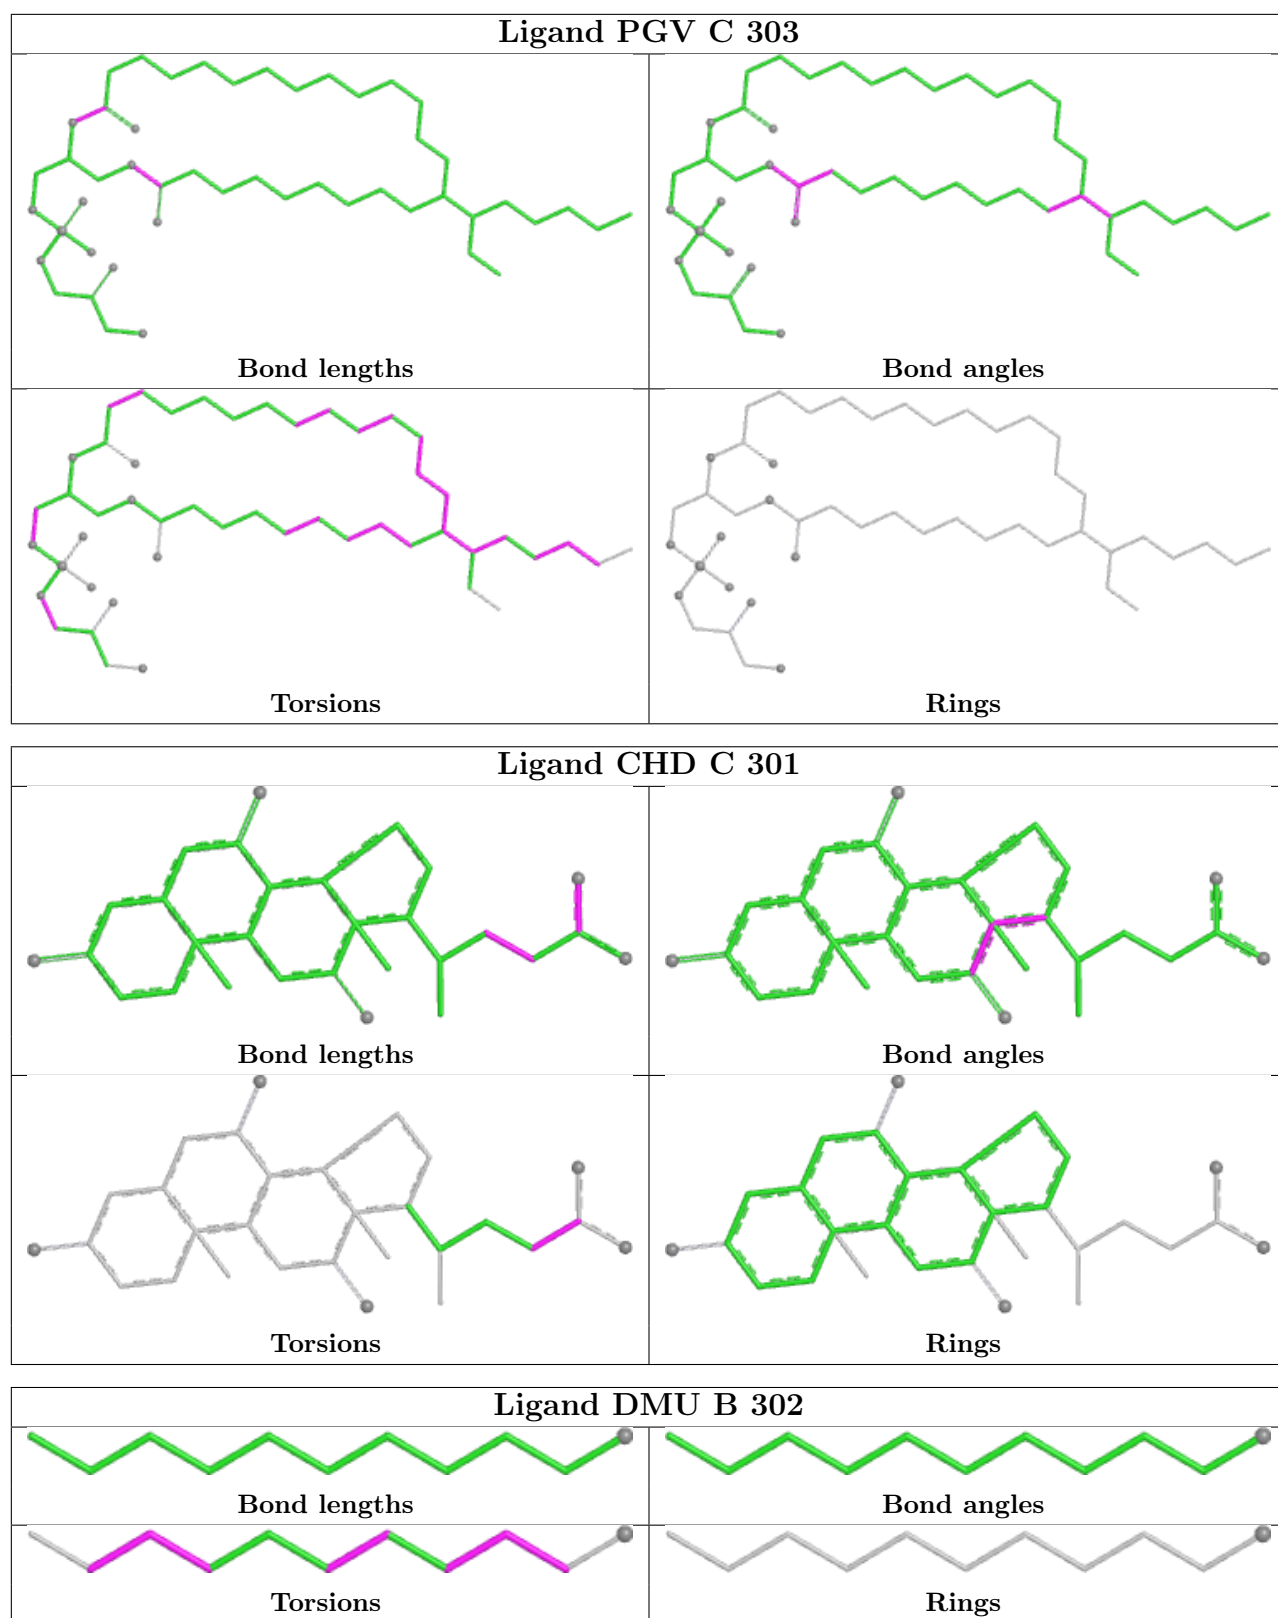 Ligand PGV C 303
Bond lengths
Bond angles
Torsions
Rings
Ligand CHD C 301
Bond lengths
Bond angles
Torsions
Rings
Ligand DMU B 302
Bond lengths
Bond angles
Torsions
Rings